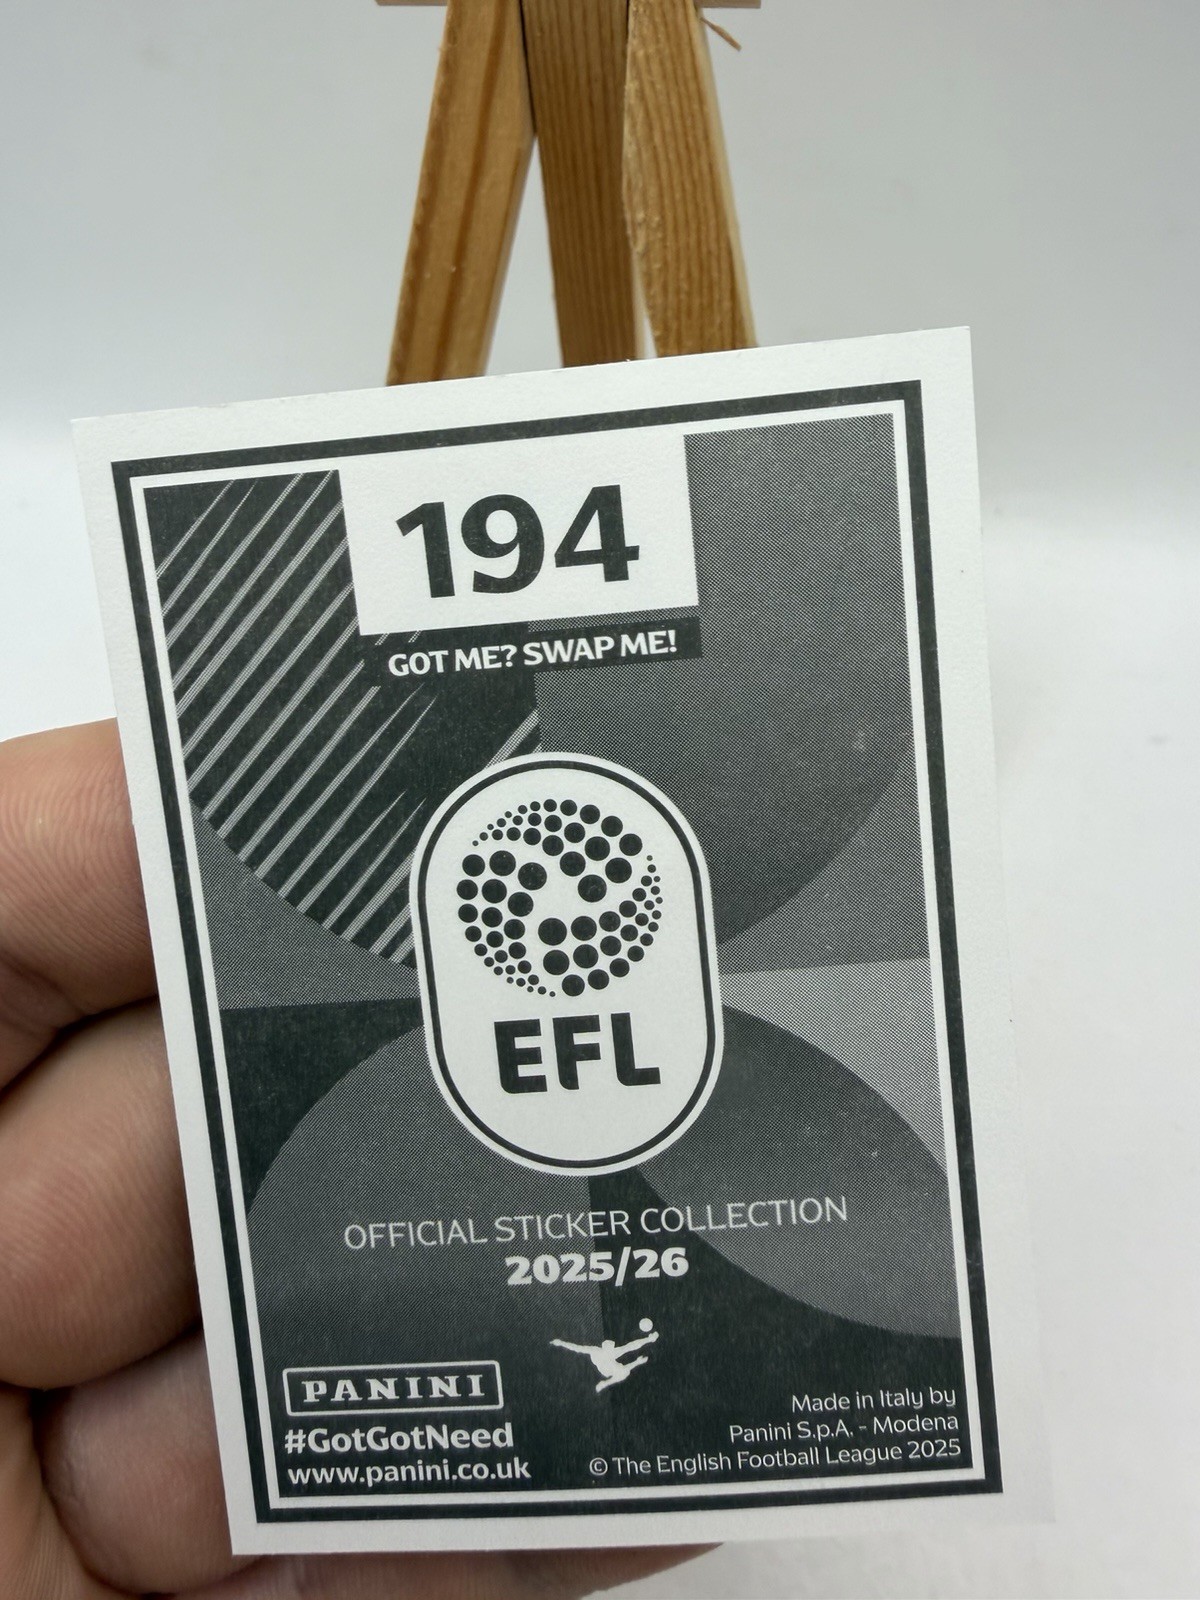 194
GOT ME? SWAP ME!
EFL
OFFICIAL STICKER COLLECTION
2025/26
PANINI
#GotGotNeed
www.panini.co.uk
Made in Italy by
Panini S.p.A. - Modena
© The English Football League 2025